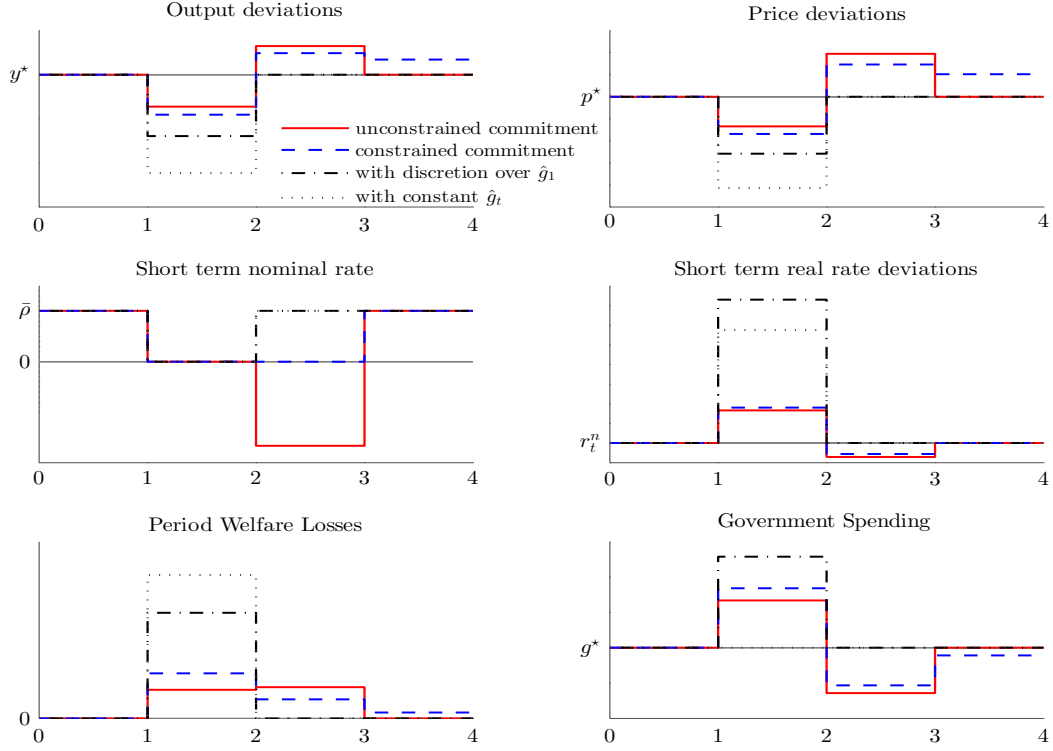 Output deviations
y*
unconstrained commitment
constrained commitment
with discretion over ĝ₁
with constant ĝₜ
0 1 2 3 4
Price deviations
p*
0 1 2 3 4
Short term nominal rate
ρ̄
0
0 1 2 3 4
Short term real rate deviations
rₜⁿ
0 1 2 3 4
Period Welfare Losses
0
0 1 2 3 4
Government Spending
g*
0 1 2 3 4